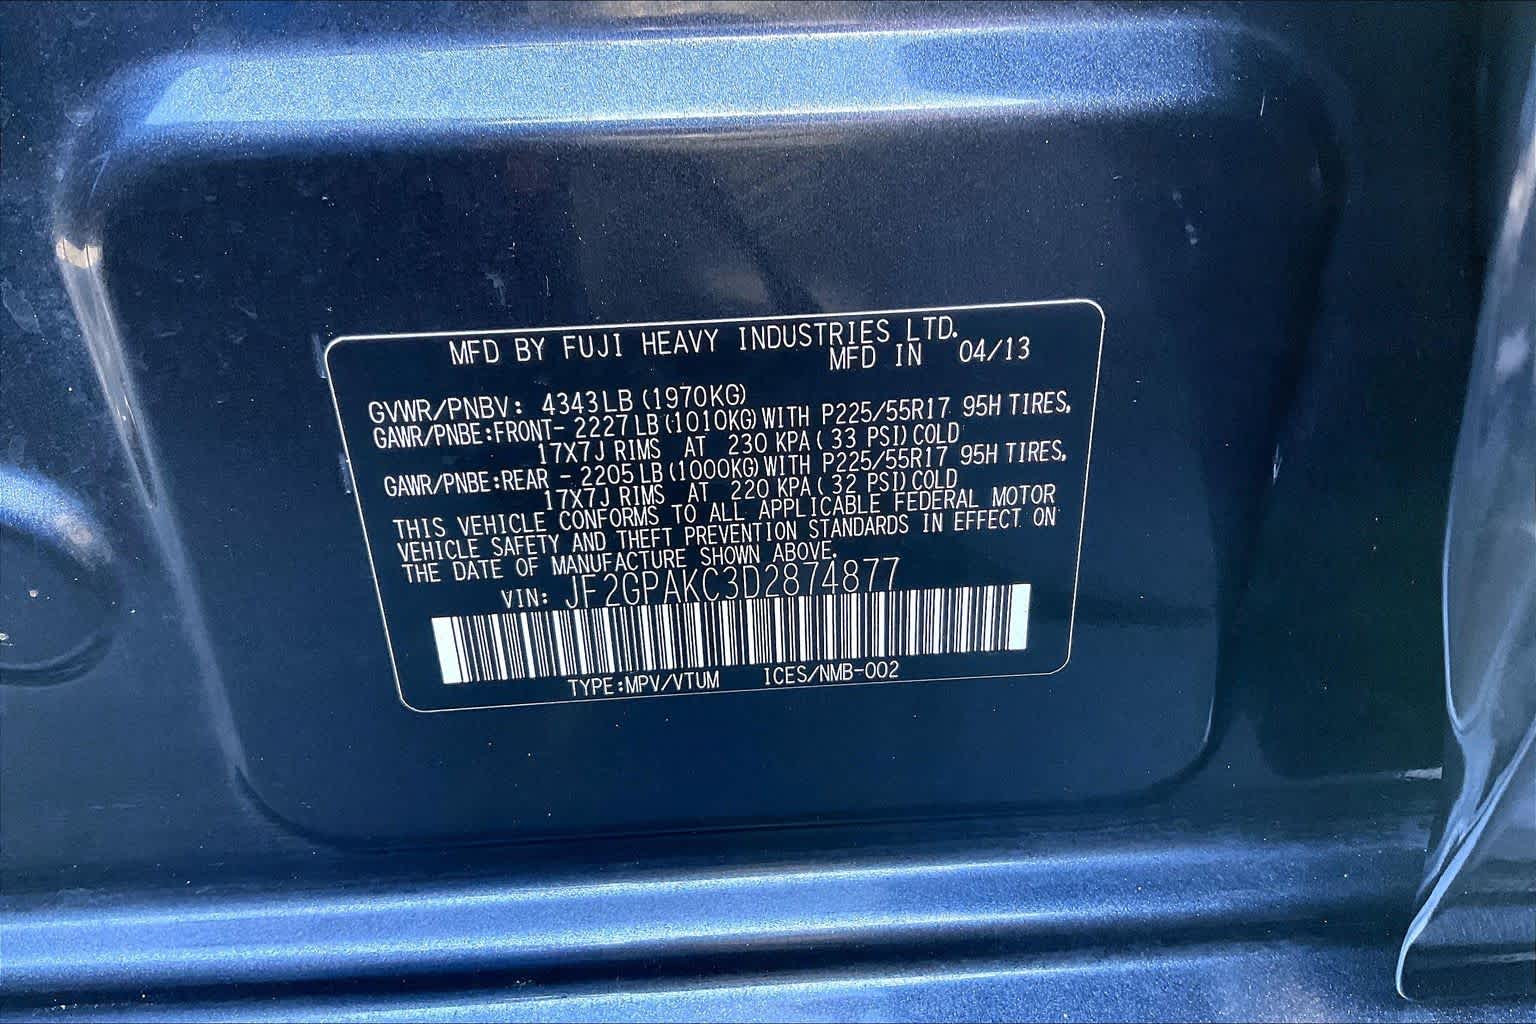 MFD BY FUJI HEAVY INDUSTRIES LTD.
MFD IN 04/13
GVWR/PNBV: 4343LB (1970KG)
GAWR/PNBE:FRONT- 2227LB (1010KG) WITH P225/55R17 95H TIRES,
17X7J RIMS AT 230 KPA ( 33 PSI) COLD
GAWR/PNBE:REAR - 2205LB (1000KG) WITH P225/55R17 95H TIRES,
17X7J RIMS AT 220 KPA ( 32 PSI) COLD
THIS VEHICLE CONFORMS TO ALL APPLICABLE FEDERAL MOTOR
VEHICLE SAFETY AND THEFT PREVENTION STANDARDS IN EFFECT ON
THE DATE OF MANUFACTURE SHOWN ABOVE.
VIN: JF2GPAKC3D2874877
TYPE:MPV/VTUM ICES/NMB-002